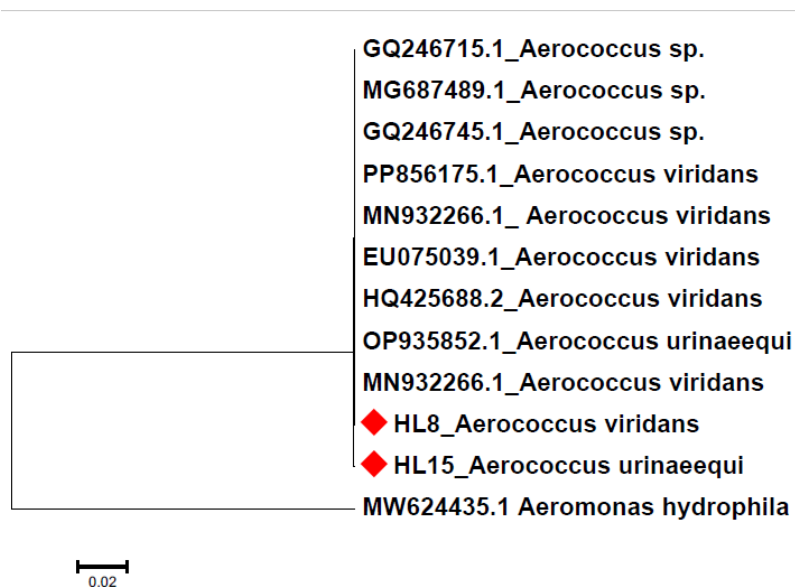 GQ246715.1_Aerococcus sp.
MG687489.1_Aerococcus sp.
GQ246745.1_Aerococcus sp.
PP856175.1_Aerococcus viridans
MN932266.1_ Aerococcus viridans
EU075039.1_Aerococcus viridans
HQ425688.2_Aerococcus viridans
OP935852.1_Aerococcus urinaeequi
MN932266.1_Aerococcus viridans
HL8_Aerococcus viridans
HL15_Aerococcus urinaeequi
MW624435.1 Aeromonas hydrophila
0.02